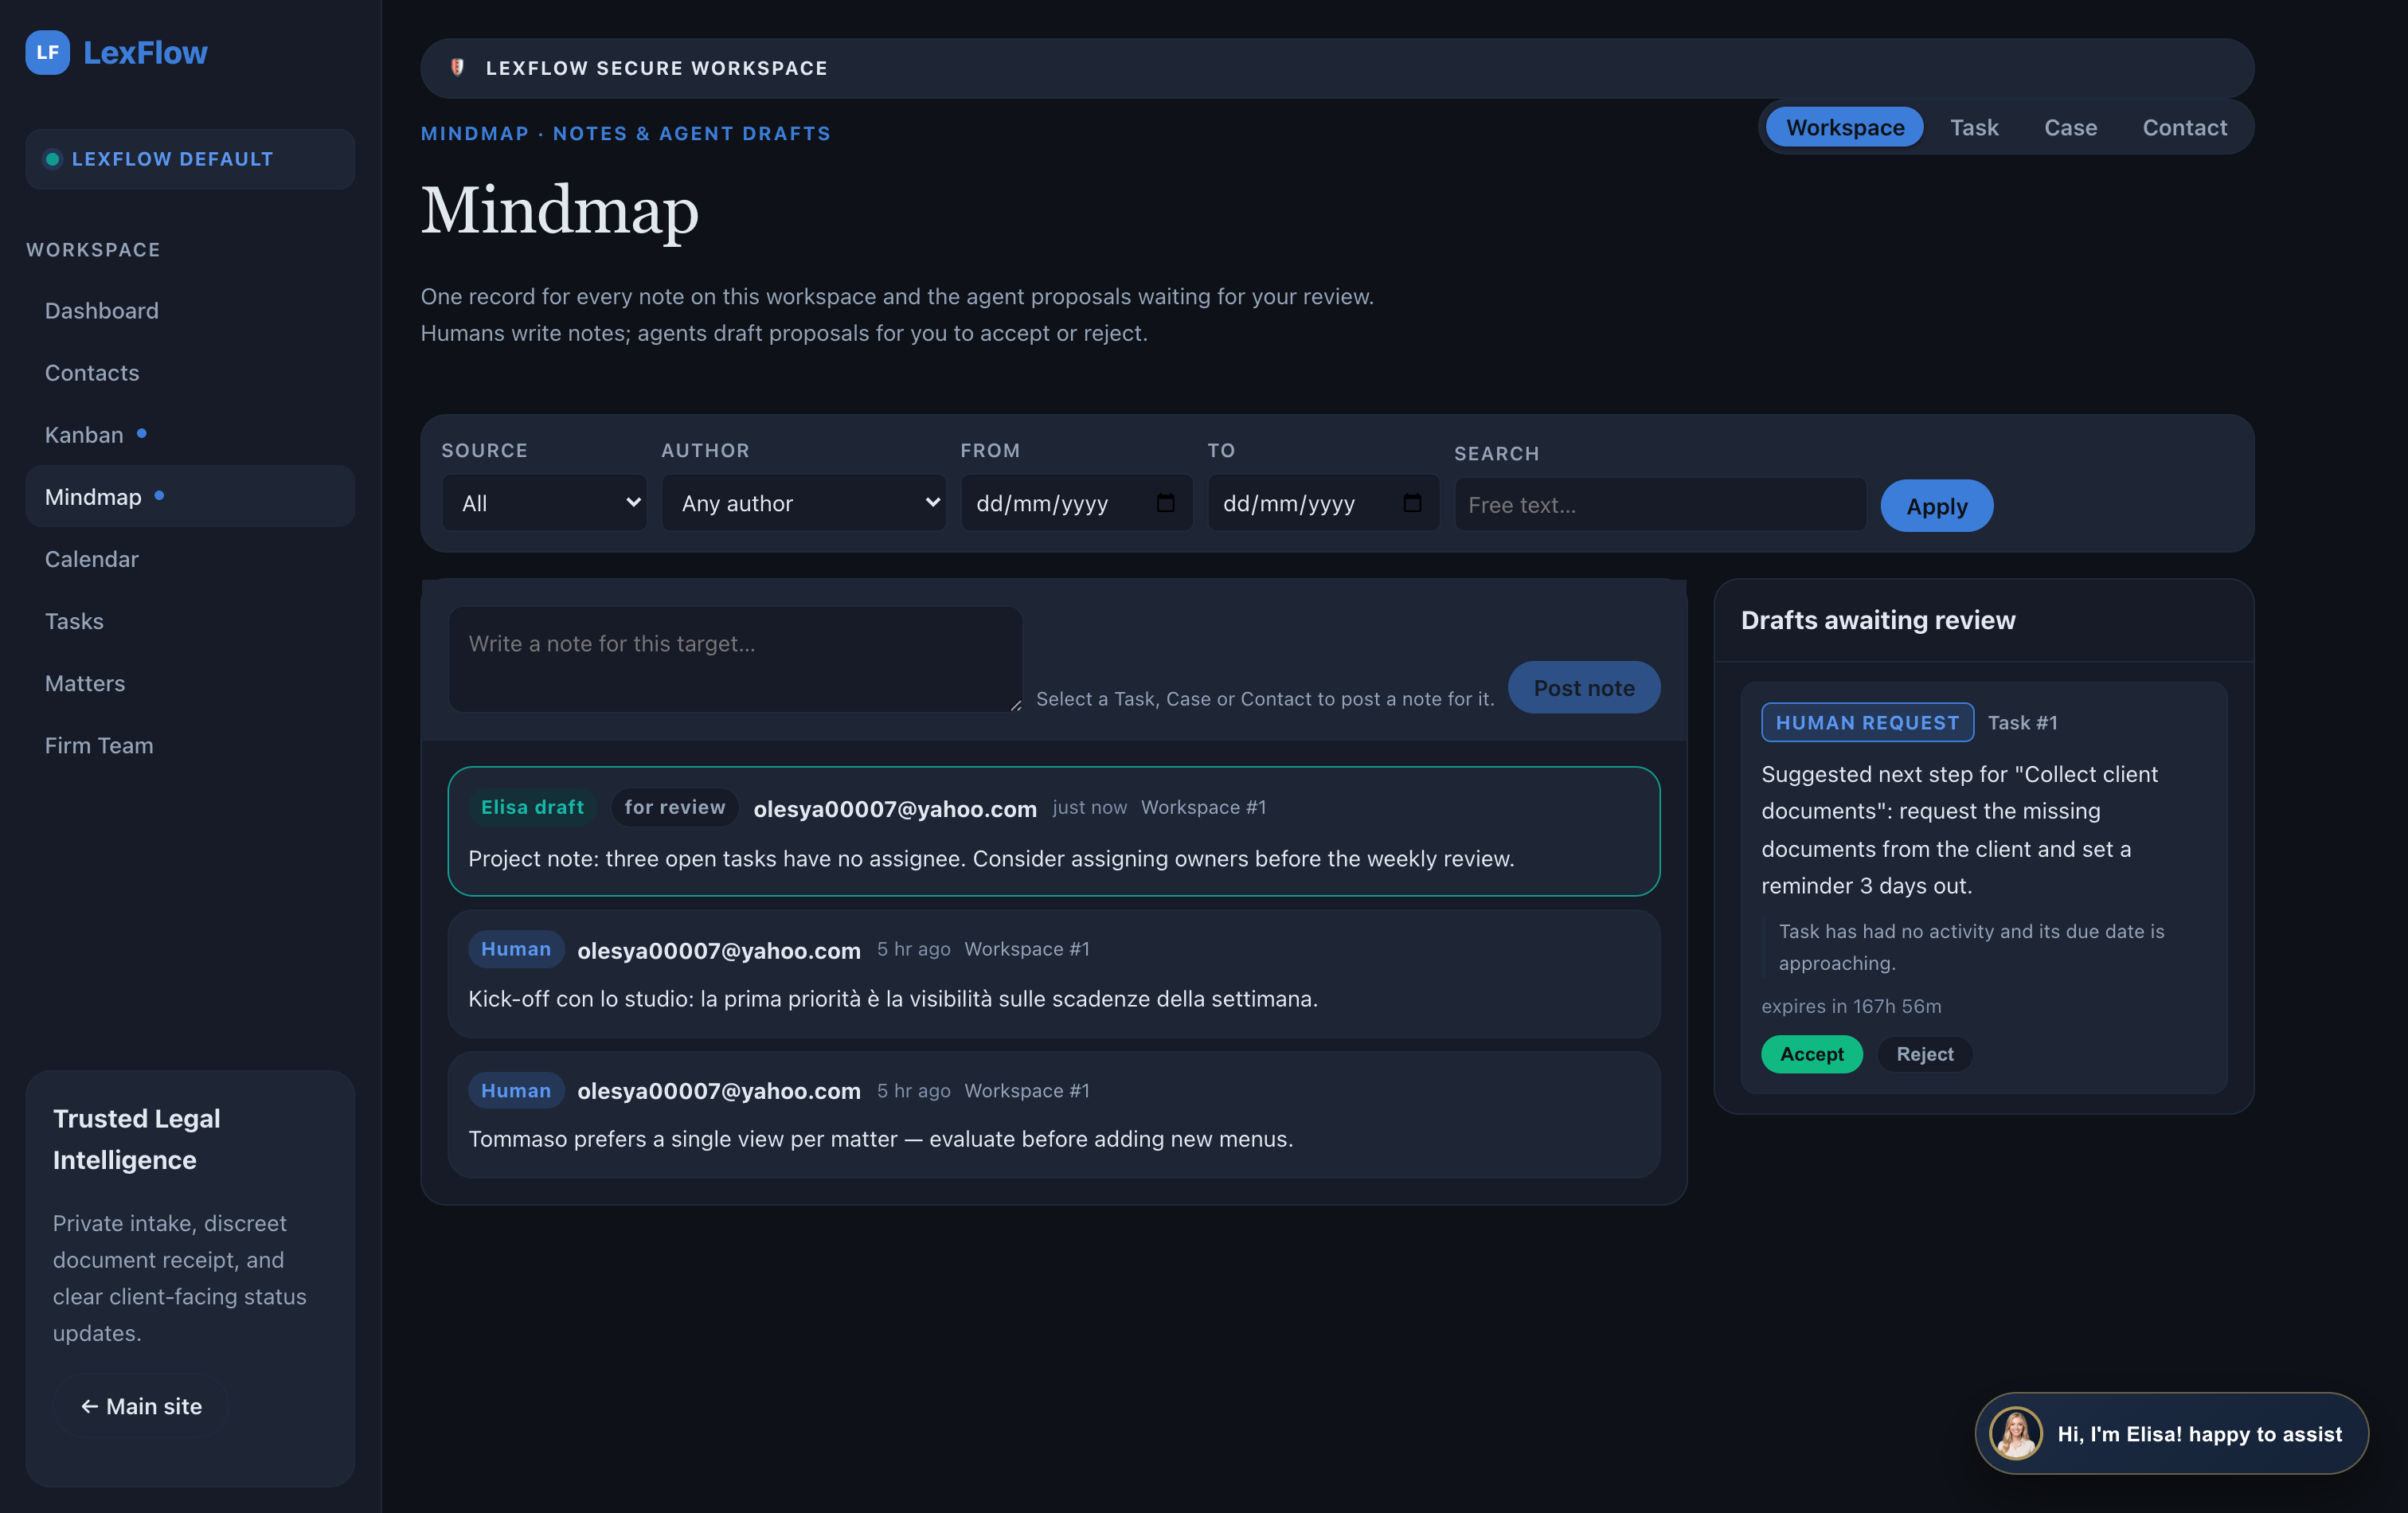 LF LexFlow
LEXFLOW DEFAULT
WORKSPACE
Dashboard
Contacts
Kanban
Mindmap
Calendar
Tasks
Matters
Firm Team
Trusted Legal
Intelligence
Private intake, discreet
document receipt, and
clear client-facing status
updates.
← Main site
LEXFLOW SECURE WORKSPACE
MINDMAP · NOTES & AGENT DRAFTS
Workspace Task Case Contact
Mindmap
One record for every note on this workspace and the agent proposals waiting for your review.
Humans write notes; agents draft proposals for you to accept or reject.
SOURCE AUTHOR FROM TO SEARCH
All Any author dd/mm/yyyy dd/mm/yyyy Free text... Apply
Write a note for this target...
Select a Task, Case or Contact to post a note for it. Post note
Elisa draft for review olesya00007@yahoo.com just now Workspace #1
Project note: three open tasks have no assignee. Consider assigning owners before the weekly review.
Human olesya00007@yahoo.com 5 hr ago Workspace #1
Kick-off con lo studio: la prima priorità è la visibilità sulle scadenze della settimana.
Human olesya00007@yahoo.com 5 hr ago Workspace #1
Tommaso prefers a single view per matter — evaluate before adding new menus.
Drafts awaiting review
HUMAN REQUEST Task #1
Suggested next step for "Collect client
documents": request the missing
documents from the client and set a
reminder 3 days out.
Task has had no activity and its due date is
approaching.
expires in 167h 56m
Accept Reject
Hi, I'm Elisa! happy to assist